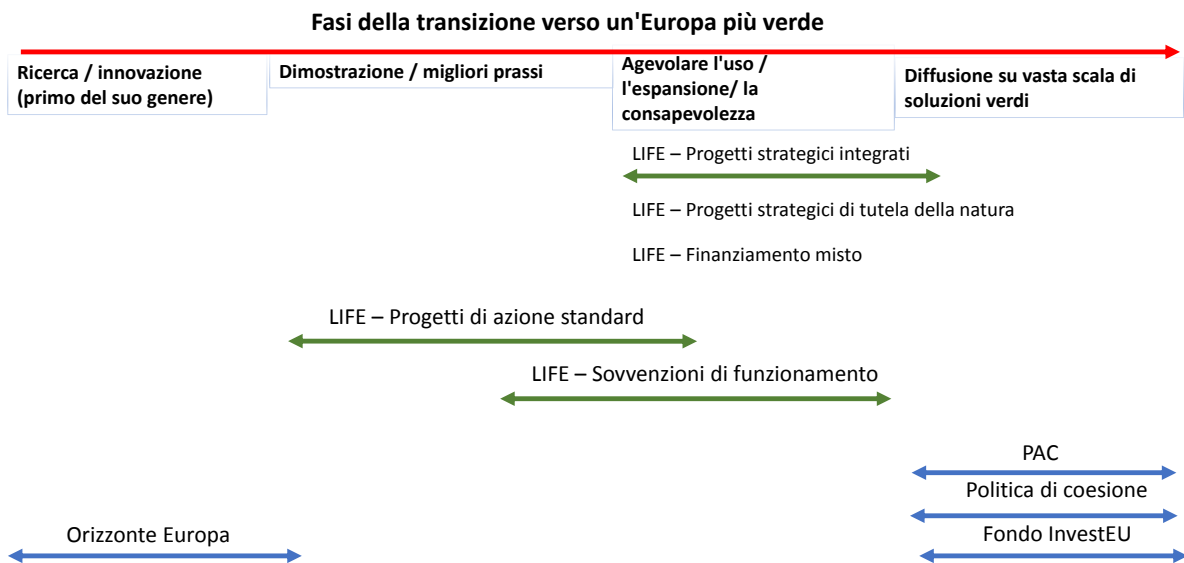 Fasi della transizione verso un'Europa più verde
Ricerca / innovazione
(primo del suo genere)
Dimostrazione / migliori prassi
Agevolare l'uso /
l'espansione/ la
consapevolezza
Diffusione su vasta scala di
soluzioni verdi
LIFE – Progetti strategici integrati
LIFE – Progetti strategici di tutela della natura
LIFE – Finanziamento misto
LIFE – Progetti di azione standard
LIFE – Sovvenzioni di funzionamento
PAC
Politica di coesione
Orizzonte Europa
Fondo InvestEU